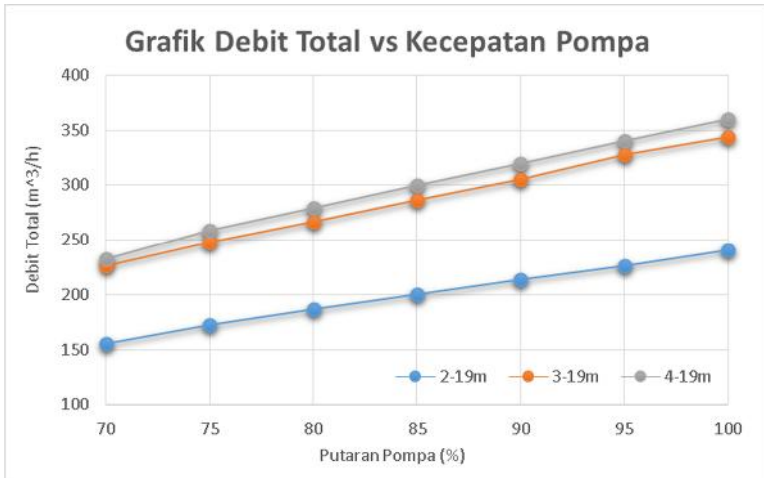 Grafik Debit Total vs Kecepatan Pompa
400
350
300
250
200
150
100
Debit Total (m^3/h)
2-19m 3-19m 4-19m
70 75 80 85 90 95 100
Putaran Pompa (%)